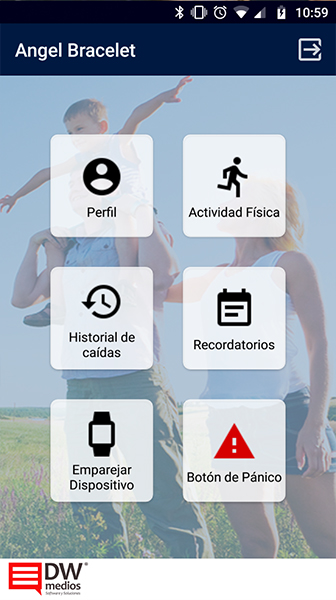 10:59
Angel Bracelet
Perfil
Actividad Física
Historial de
caídas
Recordatorios
Emparejar
Dispositivo
Botón de Pánico
DW®
medios
Software y Soluciones